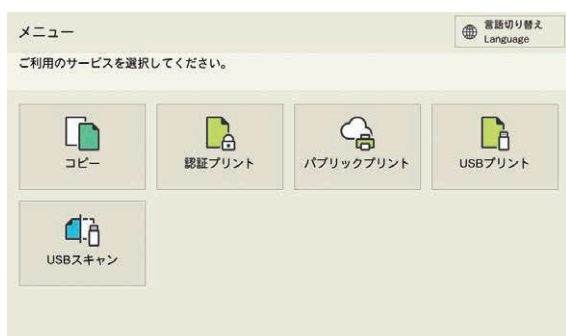 メニュー
言語切り替え
Language
ご利用のサービスを選択してください。
コピー
認証プリント
パブリックプリント
USBプリント
USBスキャン